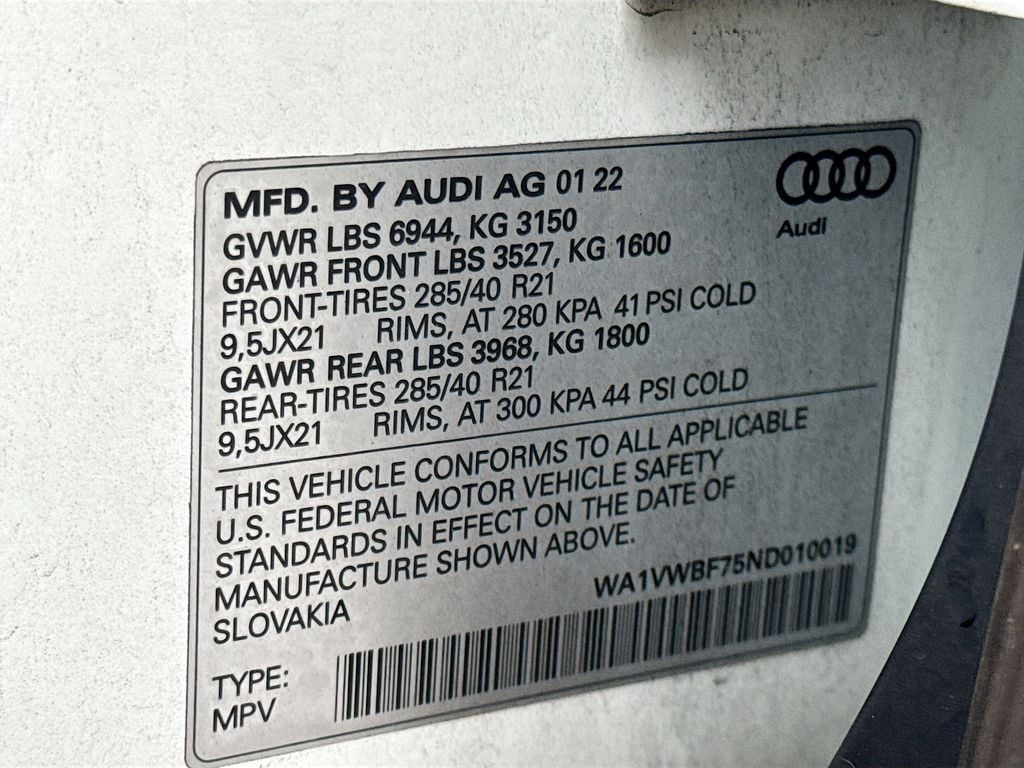 MFD. BY AUDI AG 01 22
Audi
GVWR LBS 6944, KG 3150
GAWR FRONT LBS 3527, KG 1600
FRONT-TIRES 285/40 R21
9,5JX21 RIMS, AT 280 KPA 41 PSI COLD
GAWR REAR LBS 3968, KG 1800
REAR-TIRES 285/40 R21
9,5JX21 RIMS, AT 300 KPA 44 PSI COLD
THIS VEHICLE CONFORMS TO ALL APPLICABLE
U.S. FEDERAL MOTOR VEHICLE SAFETY
STANDARDS IN EFFECT ON THE DATE OF
MANUFACTURE SHOWN ABOVE.
SLOVAKIA WA1VWBF75ND010019
TYPE:
MPV